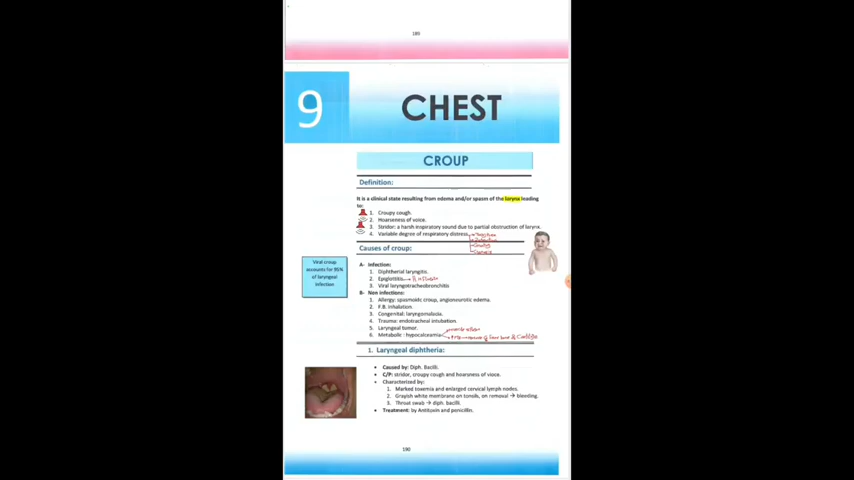 189
9
CHEST
CROUP
Definition:
It is a clinical state resulting from edema and/or spasm of the larynx leading
to:
1. Croupy cough.
2. Hoarseness of voice.
3. Stridor: a harsh inspiratory sound due to partial obstruction of larynx.
4. Variable degree of respiratory distress
Causes of croup:
Viral croup
accounts for 95%
of laryngeal
infection
A- Infection:
1. Diphtherial laryngitis.
2. Epiglottitis → H. influenza
3. Viral laryngotracheobronchitis
B- Non infections:
1. Allergy: spasmodic croup, angioneurotic edema.
2. F.B. inhalation.
3. Congenital: laryngomalacia.
4. Trauma: endotracheal intubation.
5. Laryngeal tumor.
6. Metabolic : hypocalcaemia
1. Laryngeal diphtheria:
• Caused by: Diph. Bacilli.
• C/P: stridor, croupy cough and hoarsness of voice.
• Characterized by:
1. Marked toxemia and enlarged cervical lymph nodes.
2. Grayish white membrane on tonsils, on removal → bleeding.
3. Throat swab → diph. bacilli.
• Treatment: by Antitoxin and penicillin.
190